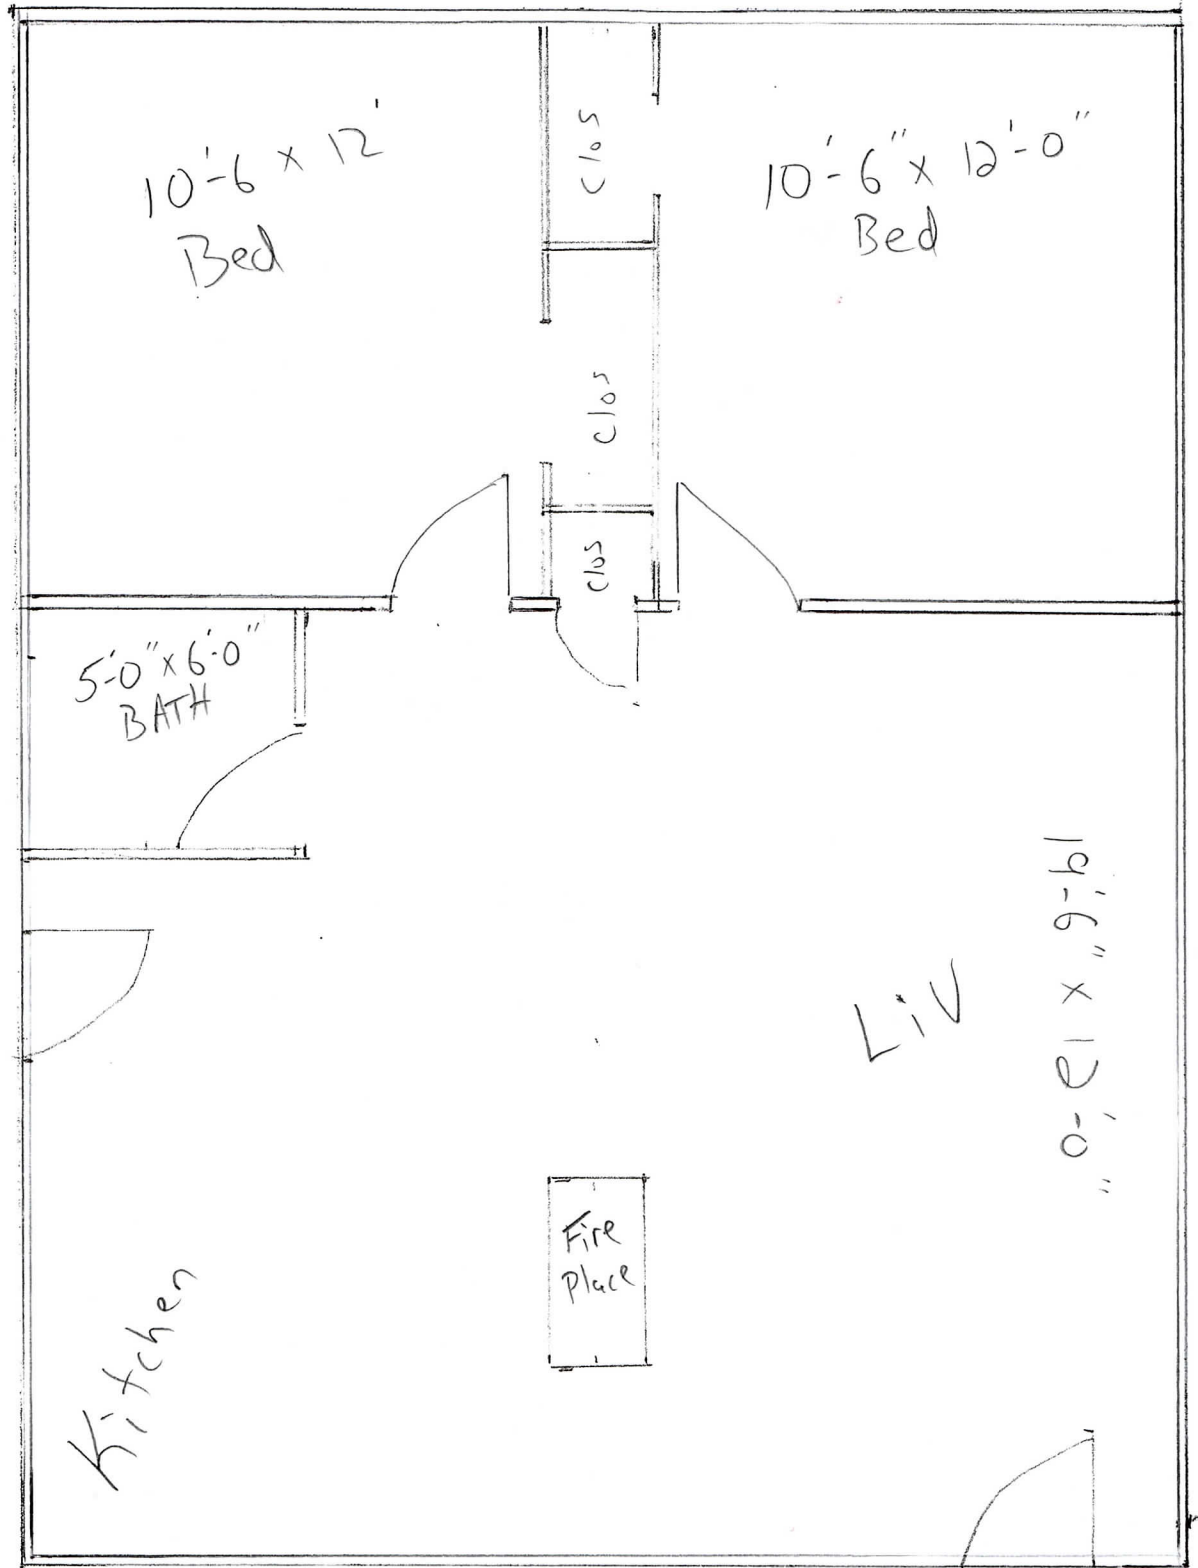 10'-6 x 12'
Bed
Clos
10'-6" x 12'-0"
Bed
Clos
Clos
5'-0" x 6'-0"
BATH
19'-6" x 12'-0"
Liv
Fire
Place
Kitchen